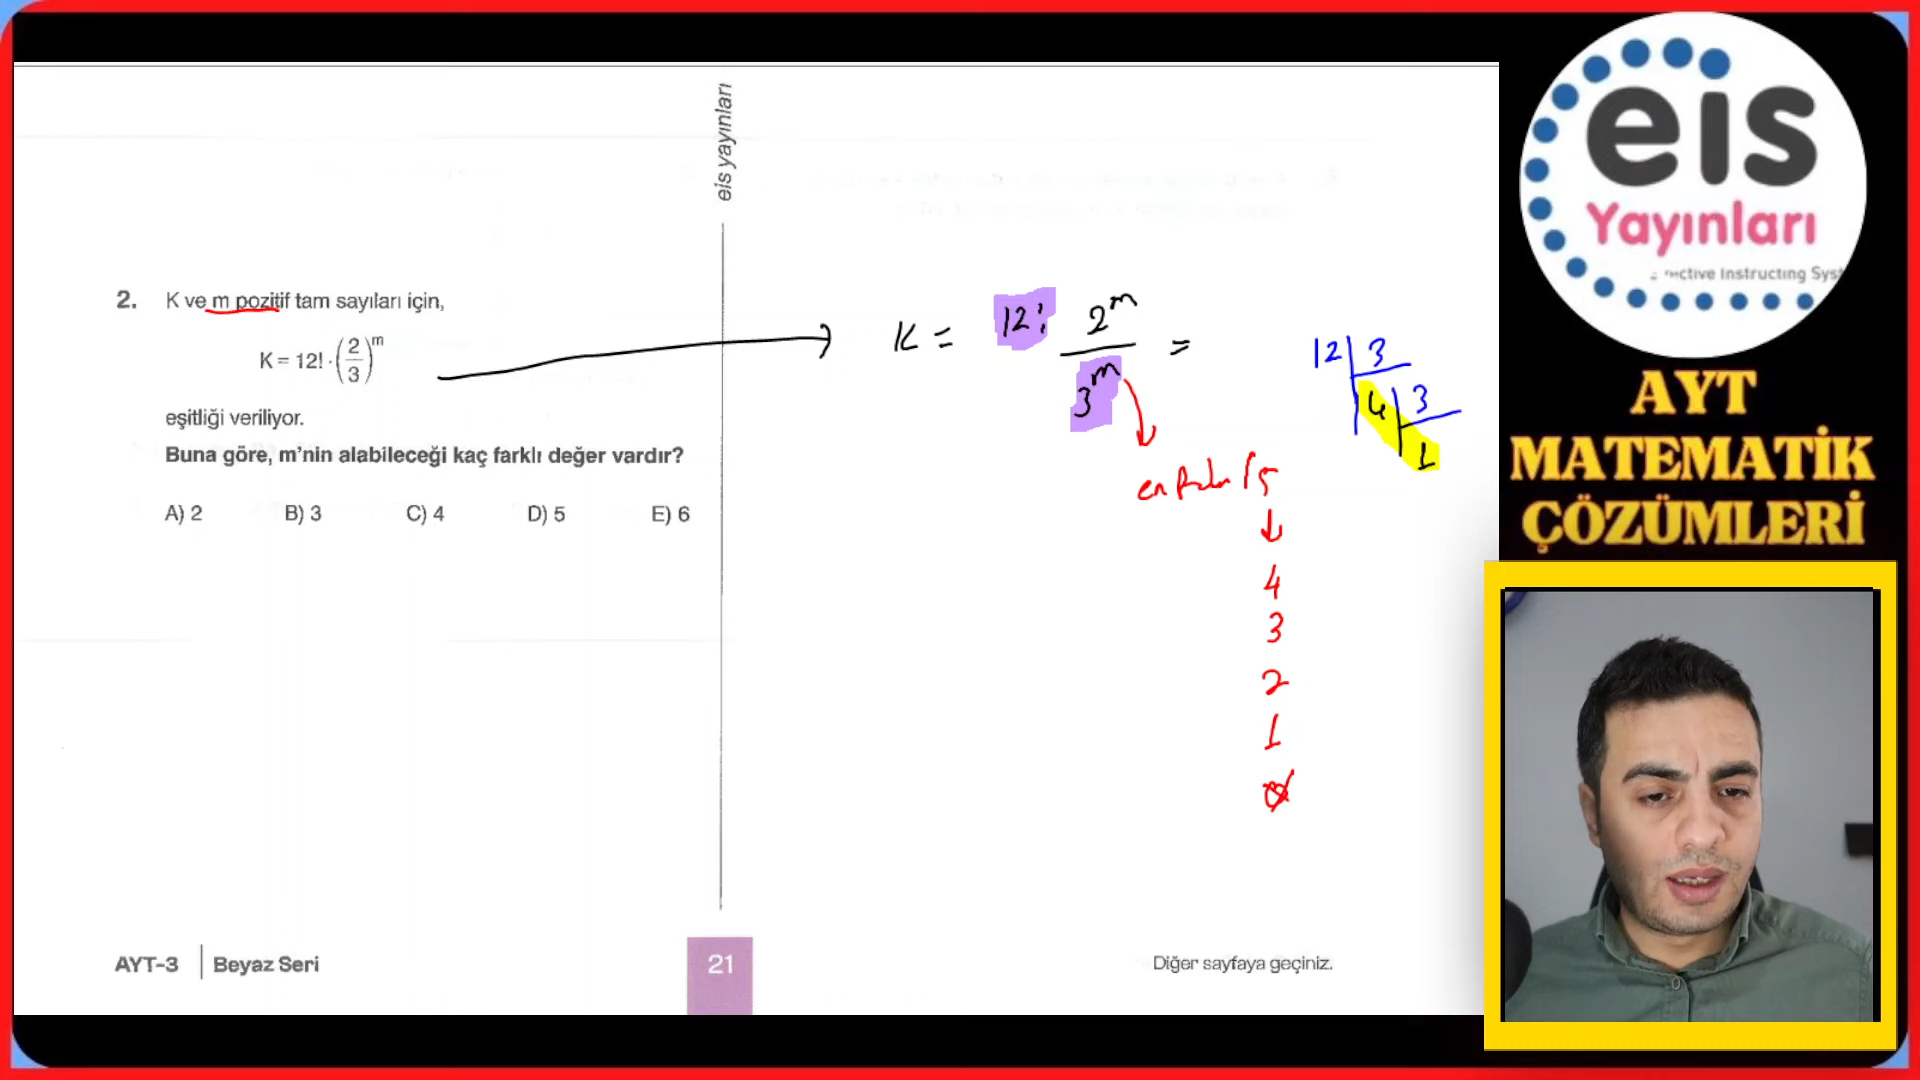 eis yayınları
2. K ve m pozitif tam sayıları için,
K = 12! · (2/3)^m
eşitliği veriliyor.
Buna göre, m’nin alabileceği kaç farklı değer vardır?
A) 2 B) 3 C) 4 D) 5 E) 6
K = 12! 2^m / 3^m =
12 3
4 3
1
en fazla
4
3
2
1
0
AYT-3 Beyaz Seri
21
Diğer sayfaya geçiniz.
eis
Yayınları
AYT
MATEMATİK
ÇÖZÜMLERİ